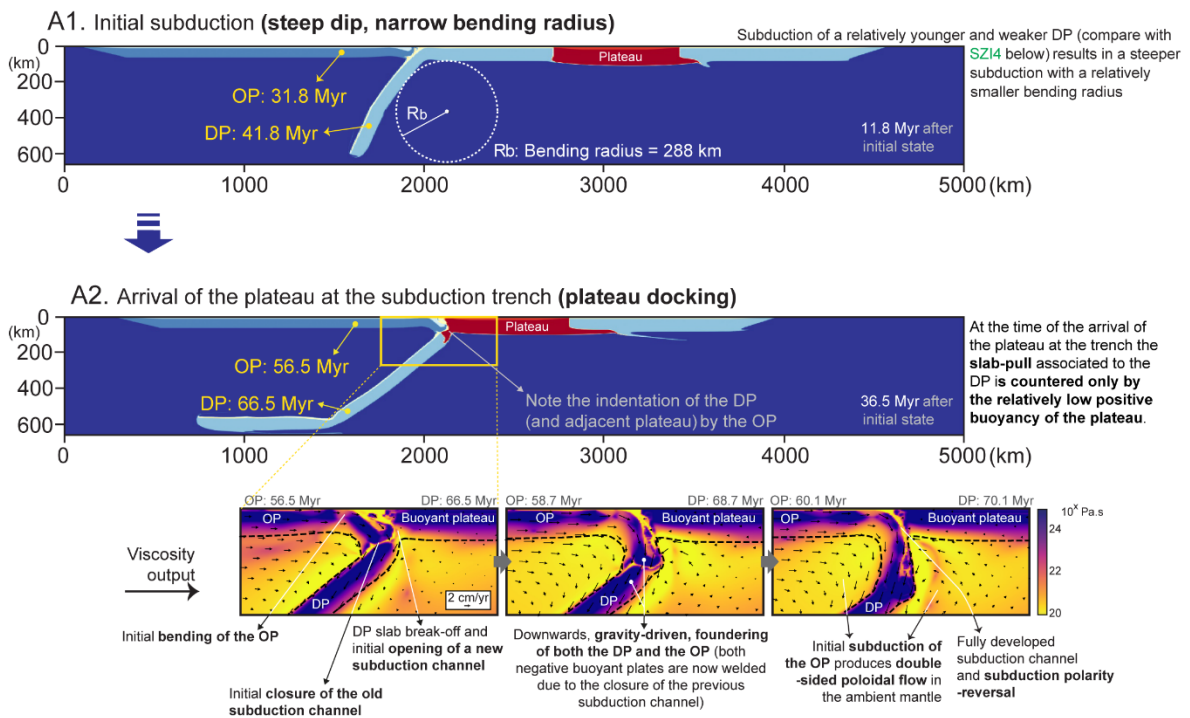 A1. Initial subduction (steep dip, narrow bending radius)
Subduction of a relatively younger and weaker DP (compare with
SZI4 below) results in a steeper
subduction with a relatively
smaller bending radius
0
(km)
200
400
600
Plateau
OP: 31.8 Myr
DP: 41.8 Myr
Rb
Rb: Bending radius = 288 km
11.8 Myr after
initial state
0 1000 2000 3000 4000 5000 (km)
A2. Arrival of the plateau at the subduction trench (plateau docking)
0
(km)
200
400
600
Plateau
OP: 56.5 Myr
DP: 66.5 Myr
Note the indentation of the DP
(and adjacent plateau) by the OP
36.5 Myr after
initial state
At the time of the arrival of
the plateau at the trench the
slab-pull associated to the
DP is countered only by
the relatively low positive
buoyancy of the plateau.
0 1000 2000 3000 4000 5000 (km)
OP: 56.5 Myr DP: 66.5 Myr OP: 58.7 Myr DP: 68.7 Myr OP: 60.1 Myr DP: 70.1 Myr
OP Buoyant plateau OP Buoyant plateau OP Buoyant plateau
10^x Pa.s
24
22
20
Viscosity
output
DP
2 cm/yr
DP
DP
Initial bending of the OP
DP slab break-off and
initial opening of a new
subduction channel
Initial closure of the old
subduction channel
Downwards, gravity-driven, foundering
of both the DP and the OP (both
negative buoyant plates are now welded
due to the closure of the previous
subduction channel)
Initial subduction of
the OP produces double
-sided poloidal flow in
the ambient mantle
Fully developed
subduction channel
and subduction polarity
-reversal